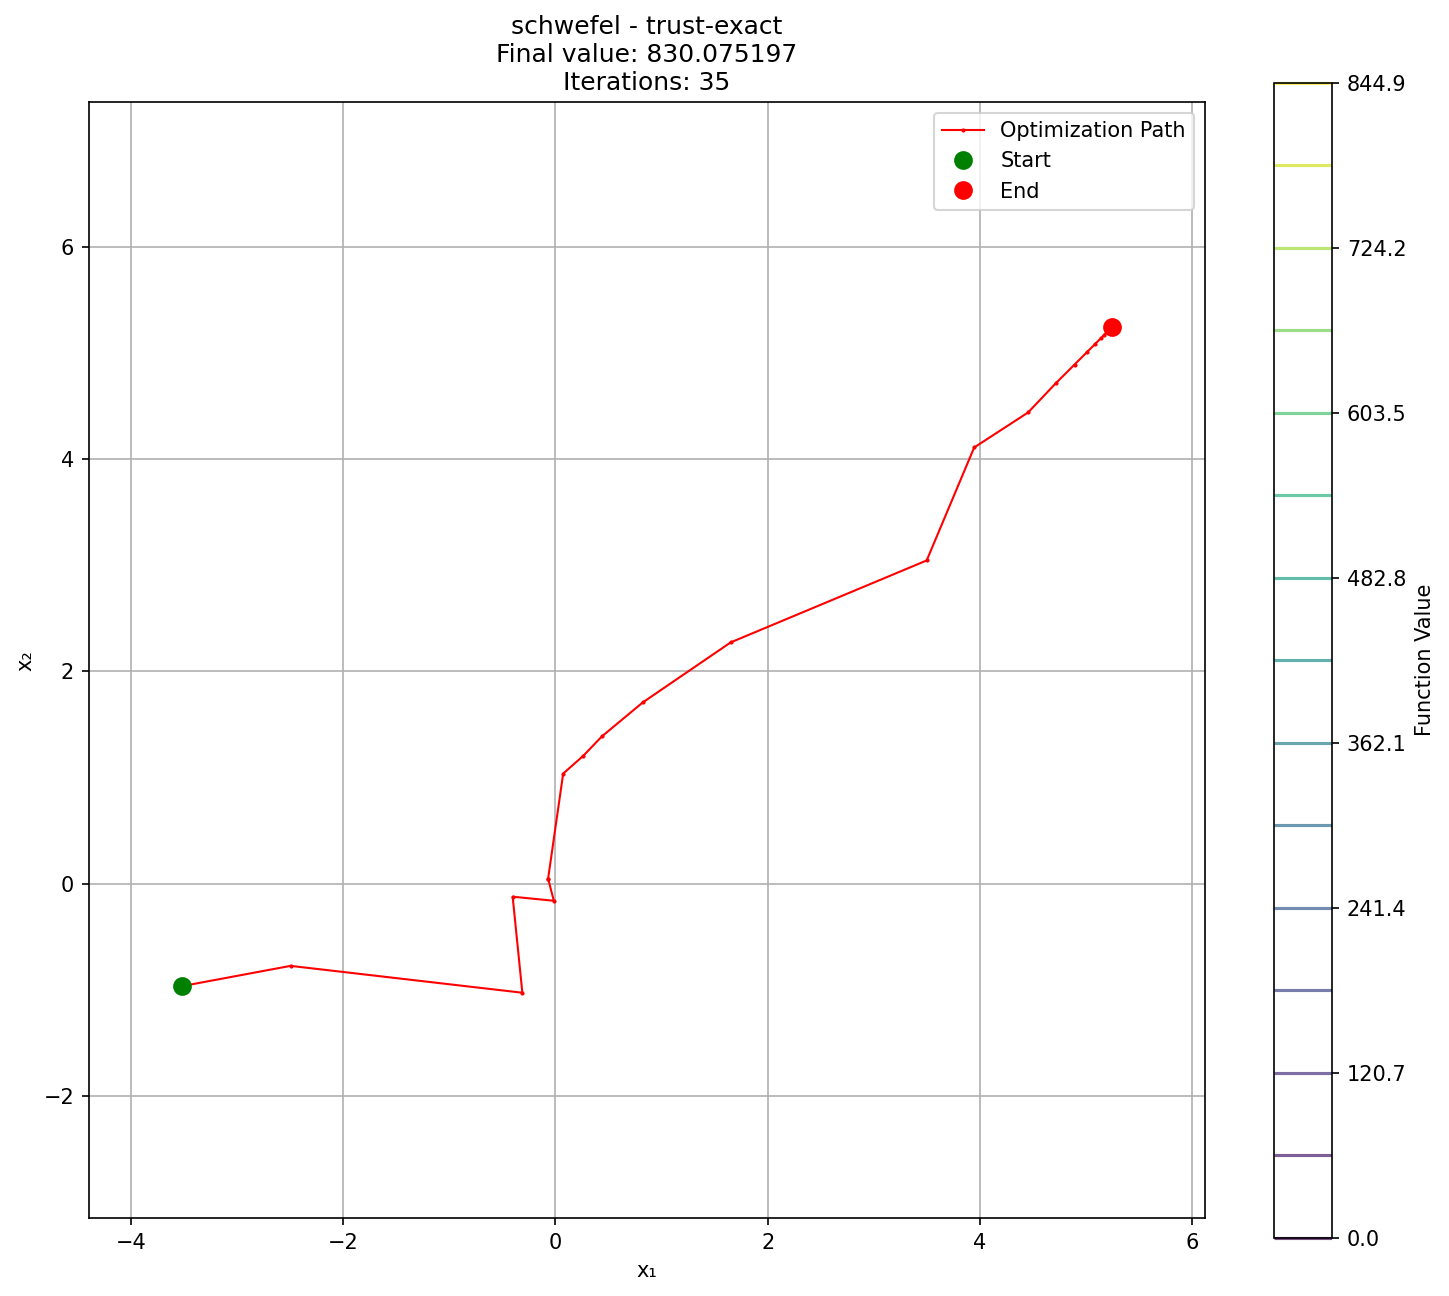 schwefel - trust-exact
Final value: 830.075197
Iterations: 35
Optimization Path
Start
End
844.9
724.2
603.5
482.8
362.1
241.4
120.7
0.0
Function Value
6
4
2
0
−2
x₂
−4
−2
0
2
4
6
x₁